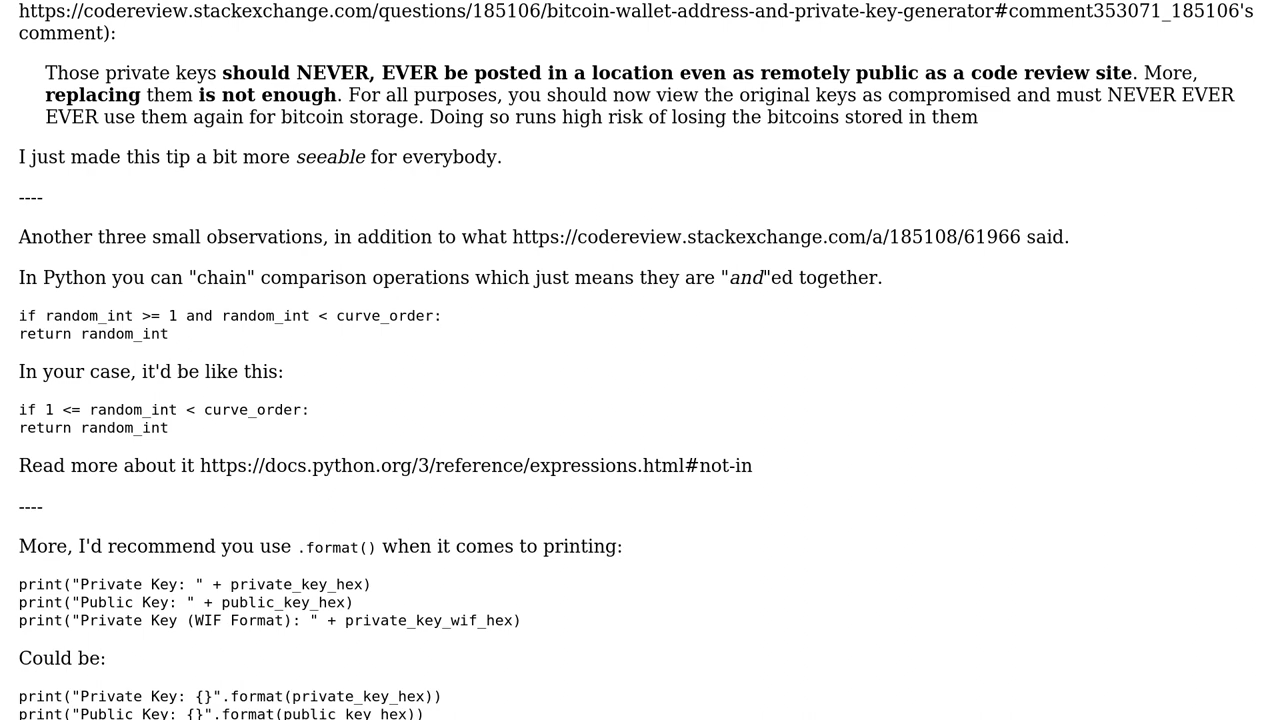 https://codereview.stackexchange.com/questions/185106/bitcoin-wallet-address-and-private-key-generator#comment353071_185106's
comment):
Those private keys should NEVER, EVER be posted in a location even as remotely public as a code review site. More,
replacing them is not enough. For all purposes, you should now view the original keys as compromised and must NEVER EVER
EVER use them again for bitcoin storage. Doing so runs high risk of losing the bitcoins stored in them
I just made this tip a bit more seeable for everybody.
----
Another three small observations, in addition to what https://codereview.stackexchange.com/a/185108/61966 said.
In Python you can "chain" comparison operations which just means they are "and"ed together.
if random_int >= 1 and random_int < curve_order:
return random_int
In your case, it'd be like this:
if 1 <= random_int < curve_order:
return random_int
Read more about it https://docs.python.org/3/reference/expressions.html#not-in
----
More, I'd recommend you use .format() when it comes to printing:
print("Private Key: " + private_key_hex)
print("Public Key: " + public_key_hex)
print("Private Key (WIF Format): " + private_key_wif_hex)
Could be:
print("Private Key: {}".format(private_key_hex))
print("Public Key: {}".format(public_key_hex))